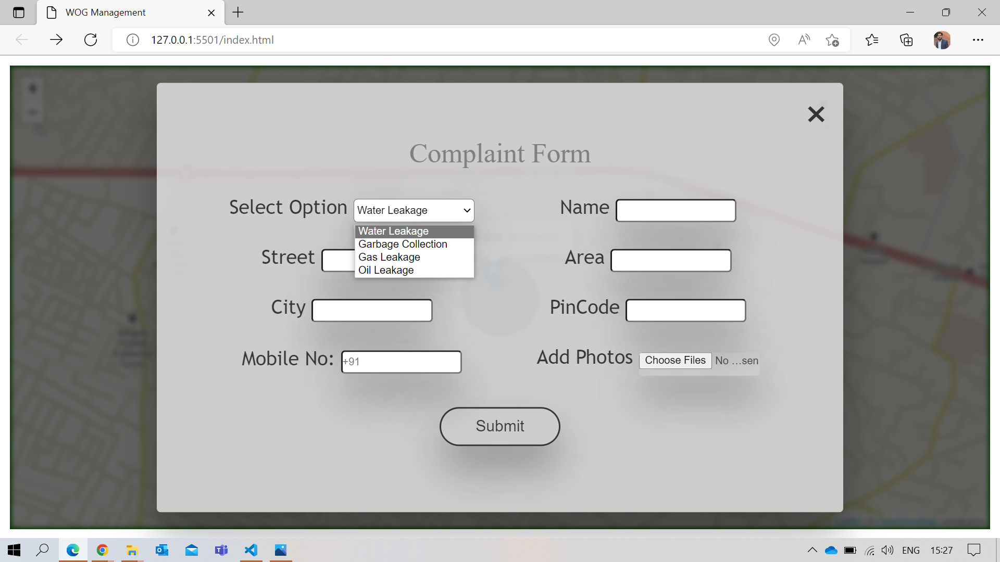 WOG Management
127.0.0.1:5501/index.html
Complaint Form
Select Option Water Leakage Name
Water Leakage
Garbage Collection
Gas Leakage
Oil Leakage
Street Area
City PinCode
Mobile No: +91 Add Photos Choose Files No ...sen
Submit
ENG 15:27